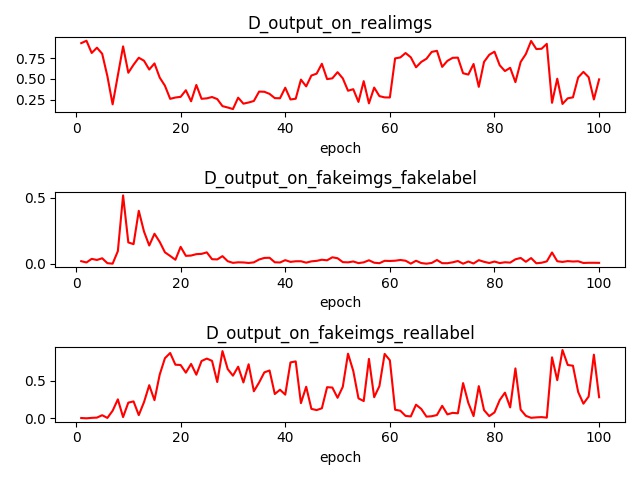 D_output_on_realimgs
0.75
0.50
0.25
0 20 40 60 80 100
epoch
D_output_on_fakeimgs_fakelabel
0.5
0.0
0 20 40 60 80 100
epoch
D_output_on_fakeimgs_reallabel
0.5
0.0
0 20 40 60 80 100
epoch